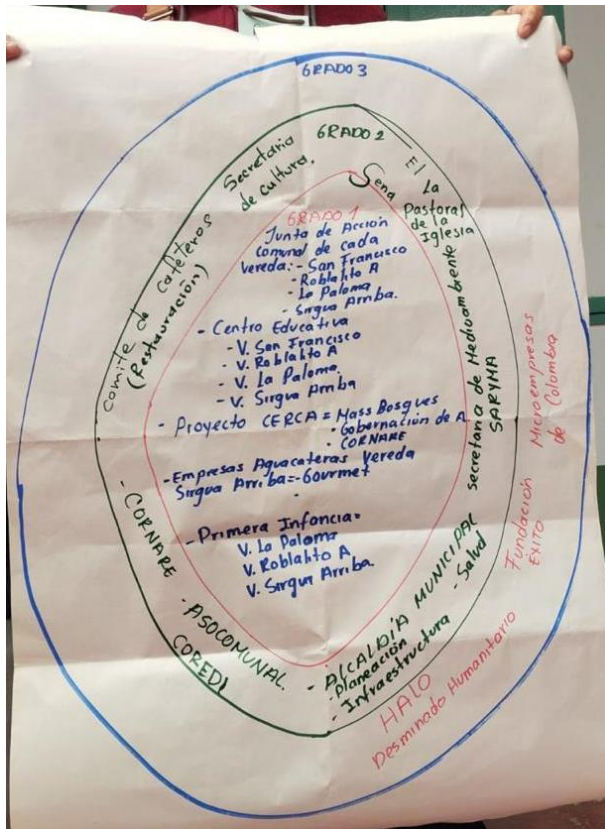 GRADO 3
GRADO 2
Secretaria
de cultura.
Sena
El La
Pastoral
de la
Iglesia
comite de cafeteros
(Restauración)
GRADO 1
Junta de Acción
comunal de cada
Vereda: - San Francisco
- Roblalito A
- La Paloma
- Sirgua Arriba.
- Centro Educativa
- V. San Francisco
- V. Roblalito A
- V. La Paloma.
- V. Sirgua Arriba
- Proyecto CERCA = Mass Bosques
- Gobernación de A
- CORNARE
- Empresas Aguacateras Vereda
Sirgua Arriba = - Gourmet
-
- Primera Infancia =
V. La Paloma
V. Roblalito A
V. Sirgua Arriba.
secretaria de Medioambente
SARYMA
Microempresas
de Colombia
Fundación
EXITO
- CORNARE
- ASOCOMUNAL.
COREDI
- ALCALDÍA MUNICIPAL
- Planeación
- Salud
- Infraestructura
HALO
Desminado Humanitario